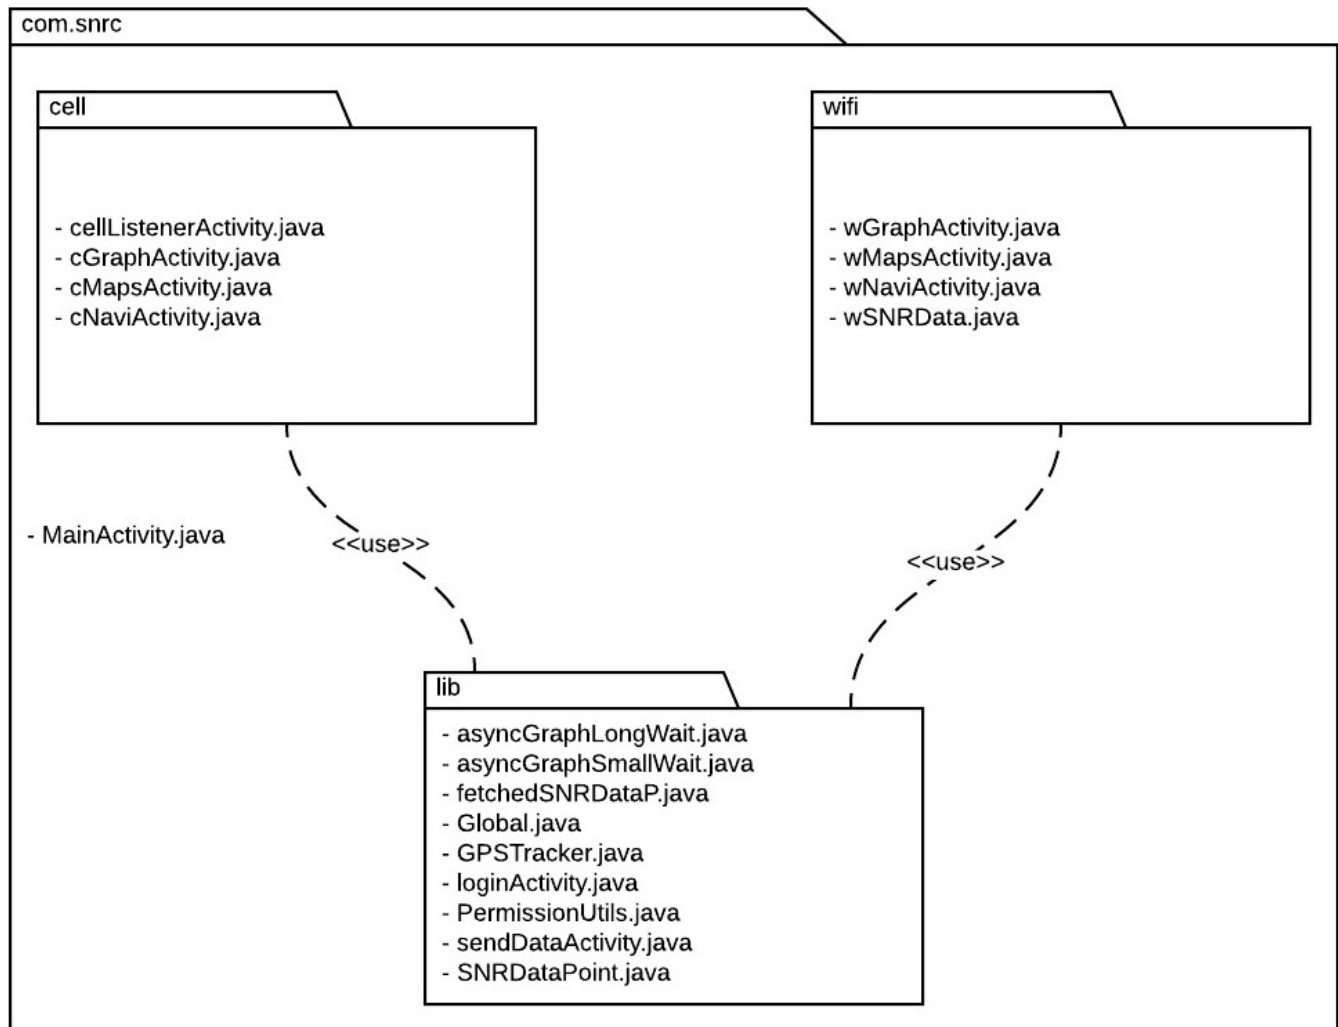 com.snrc
cell
- cellListenerActivity.java
- cGraphActivity.java
- cMapsActivity.java
- cNaviActivity.java
wifi
- wGraphActivity.java
- wMapsActivity.java
- wNaviActivity.java
- wSNRData.java
- MainActivity.java
<<use>>
<<use>>
lib
- asyncGraphLongWait.java
- asyncGraphSmallWait.java
- fetchedSNRDataP.java
- Global.java
- GPSTracker.java
- loginActivity.java
- PermissionUtils.java
- sendDataActivity.java
- SNRDataPoint.java